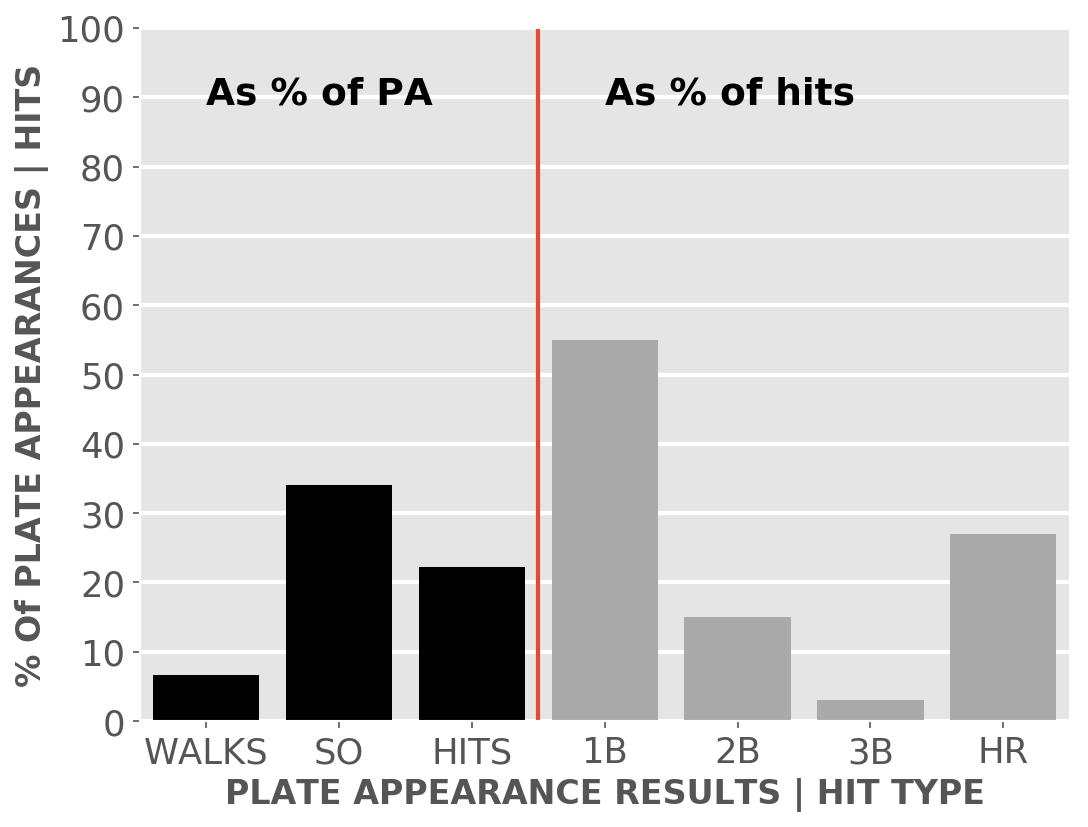 % Of PLATE APPEARANCES | HITS
100
90
80
70
60
50
40
30
20
10
0
As % of PA
As % of hits
WALKS SO HITS 1B 2B 3B HR
PLATE APPEARANCE RESULTS | HIT TYPE